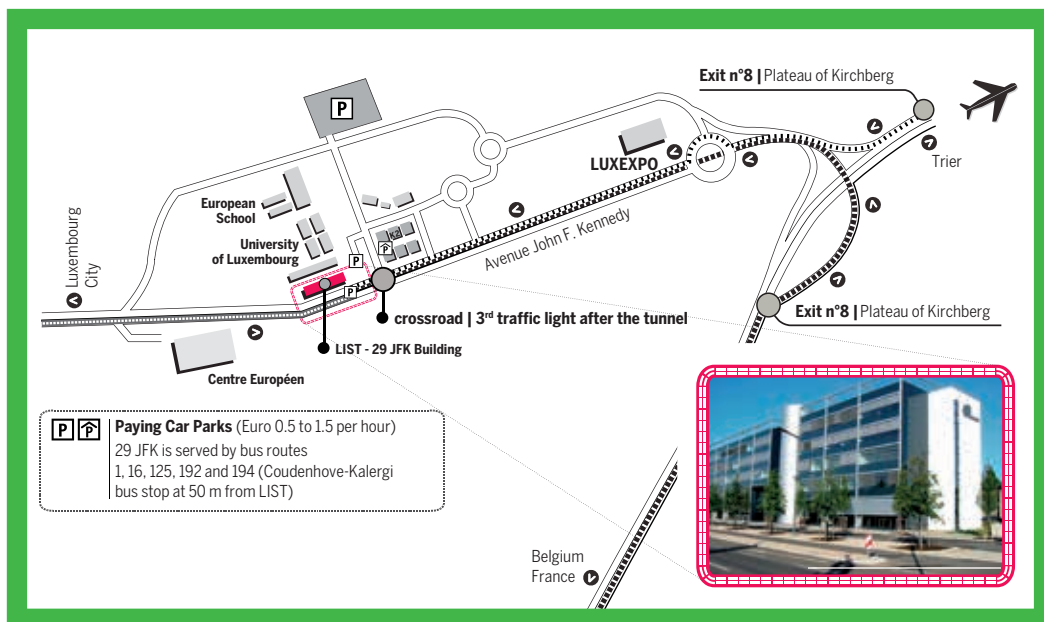 Exit n°8 | Plateau of Kirchberg
P
LUXEXPO
Trier
European
School
K2
Luxembourg
City
University
of Luxembourg
P
P
P
Avenue John F. Kennedy
Exit n°8 | Plateau of Kirchberg
crossroad | 3rd traffic light after the tunnel
LIST - 29 JFK Building
Centre Européen
P P Paying Car Parks (Euro 0.5 to 1.5 per hour)
29 JFK is served by bus routes
1, 16, 125, 192 and 194 (Coudenhove-Kalergi
bus stop at 50 m from LIST)
Belgium
France